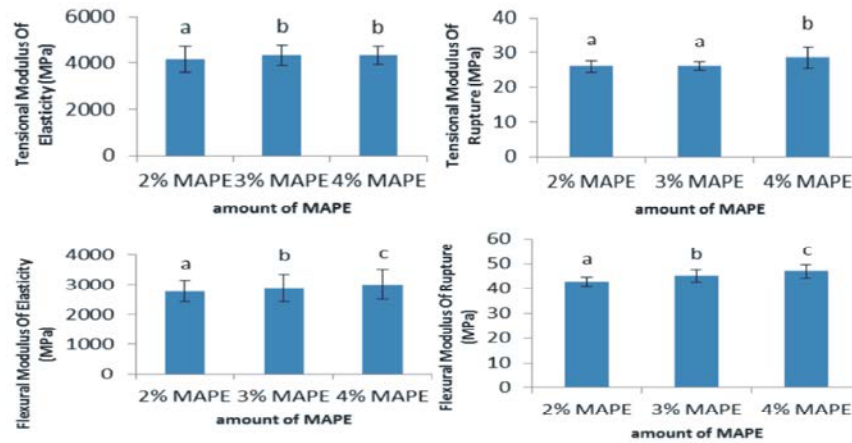 Tensional Modulus Of
Elasticity (MPa)
6000
4000
2000
0
a
b
b
2% MAPE 3% MAPE 4% MAPE
amount of MAPE
Tensional Modulus Of
Rupture (MPa)
40
30
20
10
0
a
a
b
2% MAPE 3% MAPE 4% MAPE
amount of MAPE
Flexural Modulus Of Elasticity
(MPa)
4000
3000
2000
1000
0
a
b
c
2% MAPE 3% MAPE 4% MAPE
amount of MAPE
Flexural Modulus Of Rupture
(MPa)
60
50
40
30
20
10
0
a
b
c
2% MAPE 3% MAPE 4% MAPE
amount of MAPE